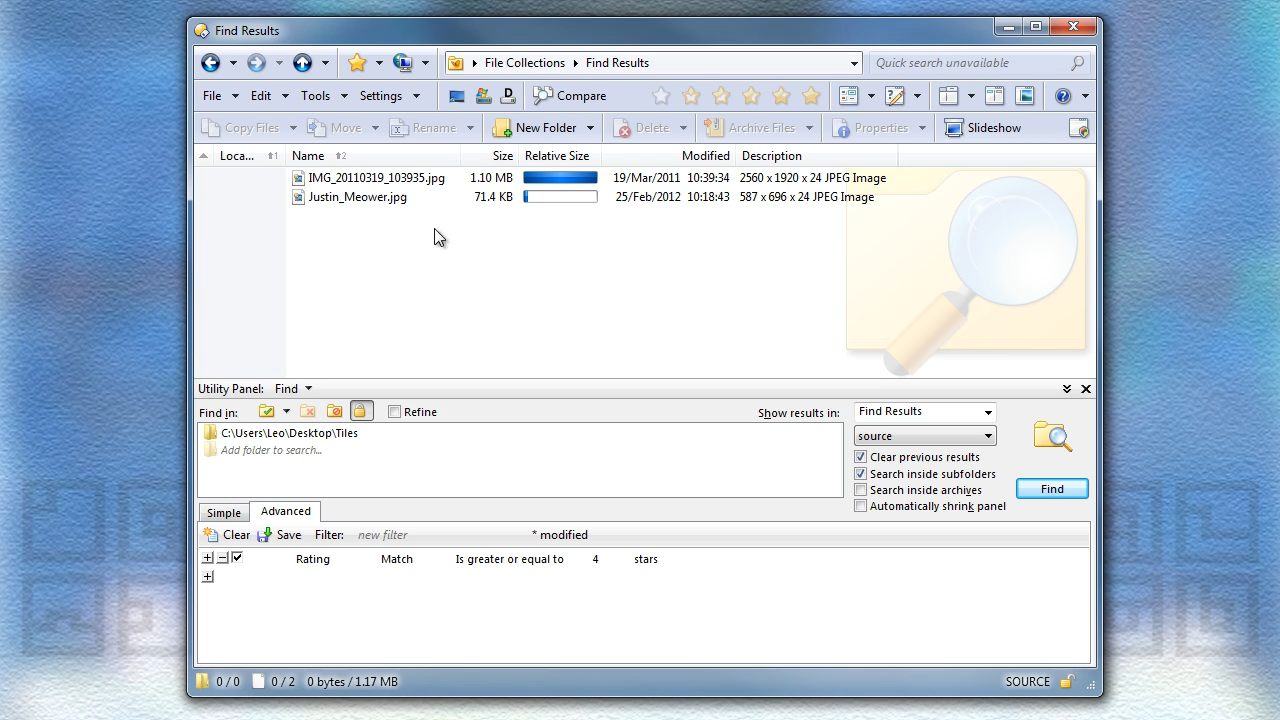 Find Results
File Collections Find Results Quick search unavailable
File Edit Tools Settings D Compare
Copy Files Move Rename New Folder Delete Archive Files Properties Slideshow
Loca... 1 Name 2 Size Relative Size Modified Description
IMG_20110319_103935.jpg 1.10 MB 19/Mar/2011 10:39:34 2560 x 1920 x 24 JPEG Image
Justin_Meower.jpg 71.4 KB 25/Feb/2012 10:18:43 587 x 696 x 24 JPEG Image
Utility Panel: Find
Find in: Refine Show results in: Find Results
C:\Users\Leo\Desktop\Tiles source
Add folder to search...
Clear previous results
Search inside subfolders
Search inside archives Find
Automatically shrink panel
Simple Advanced
Clear Save Filter: new filter * modified
Rating Match Is greater or equal to 4 stars
0 / 0 0 / 2 0 bytes / 1.17 MB SOURCE